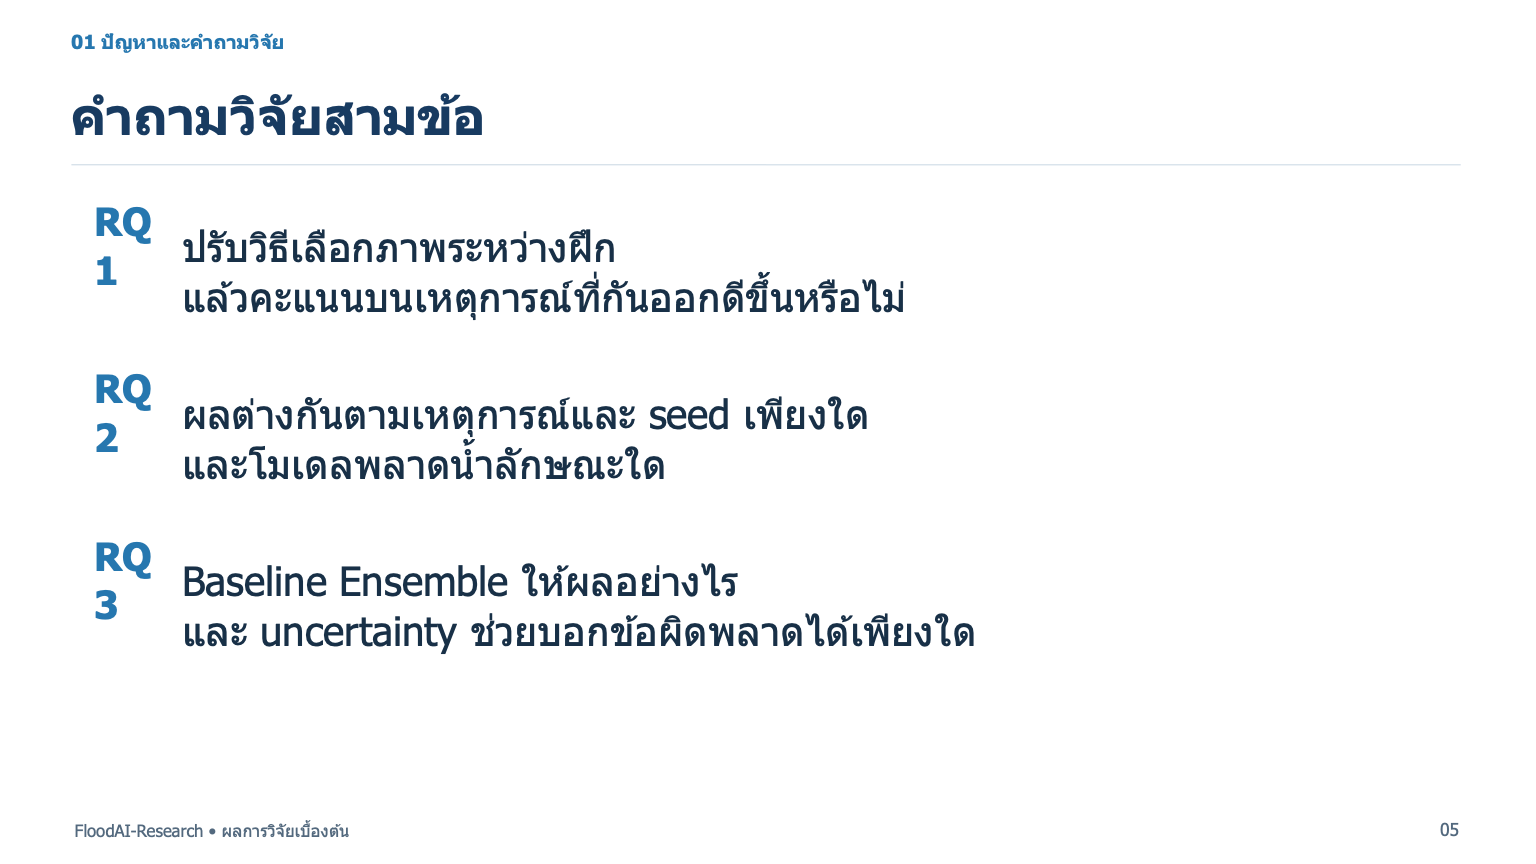 01 ปัญหาและคำถามวิจัย
คำถามวิจัยสามข้อ
RQ
1
ปรับวิธีเลือกภาพระหว่างฝึก
แล้วคะแนนบนเหตุการณ์ที่กันออกดีขึ้นหรือไม่
RQ
2
ผลต่างกันตามเหตุการณ์และ seed เพียงใด
และโมเดลพลาดน้ำลักษณะใด
RQ
3
Baseline Ensemble ให้ผลอย่างไร
และ uncertainty ช่วยบอกข้อผิดพลาดได้เพียงใด
FloodAI-Research • ผลการวิจัยเบื้องต้น
05